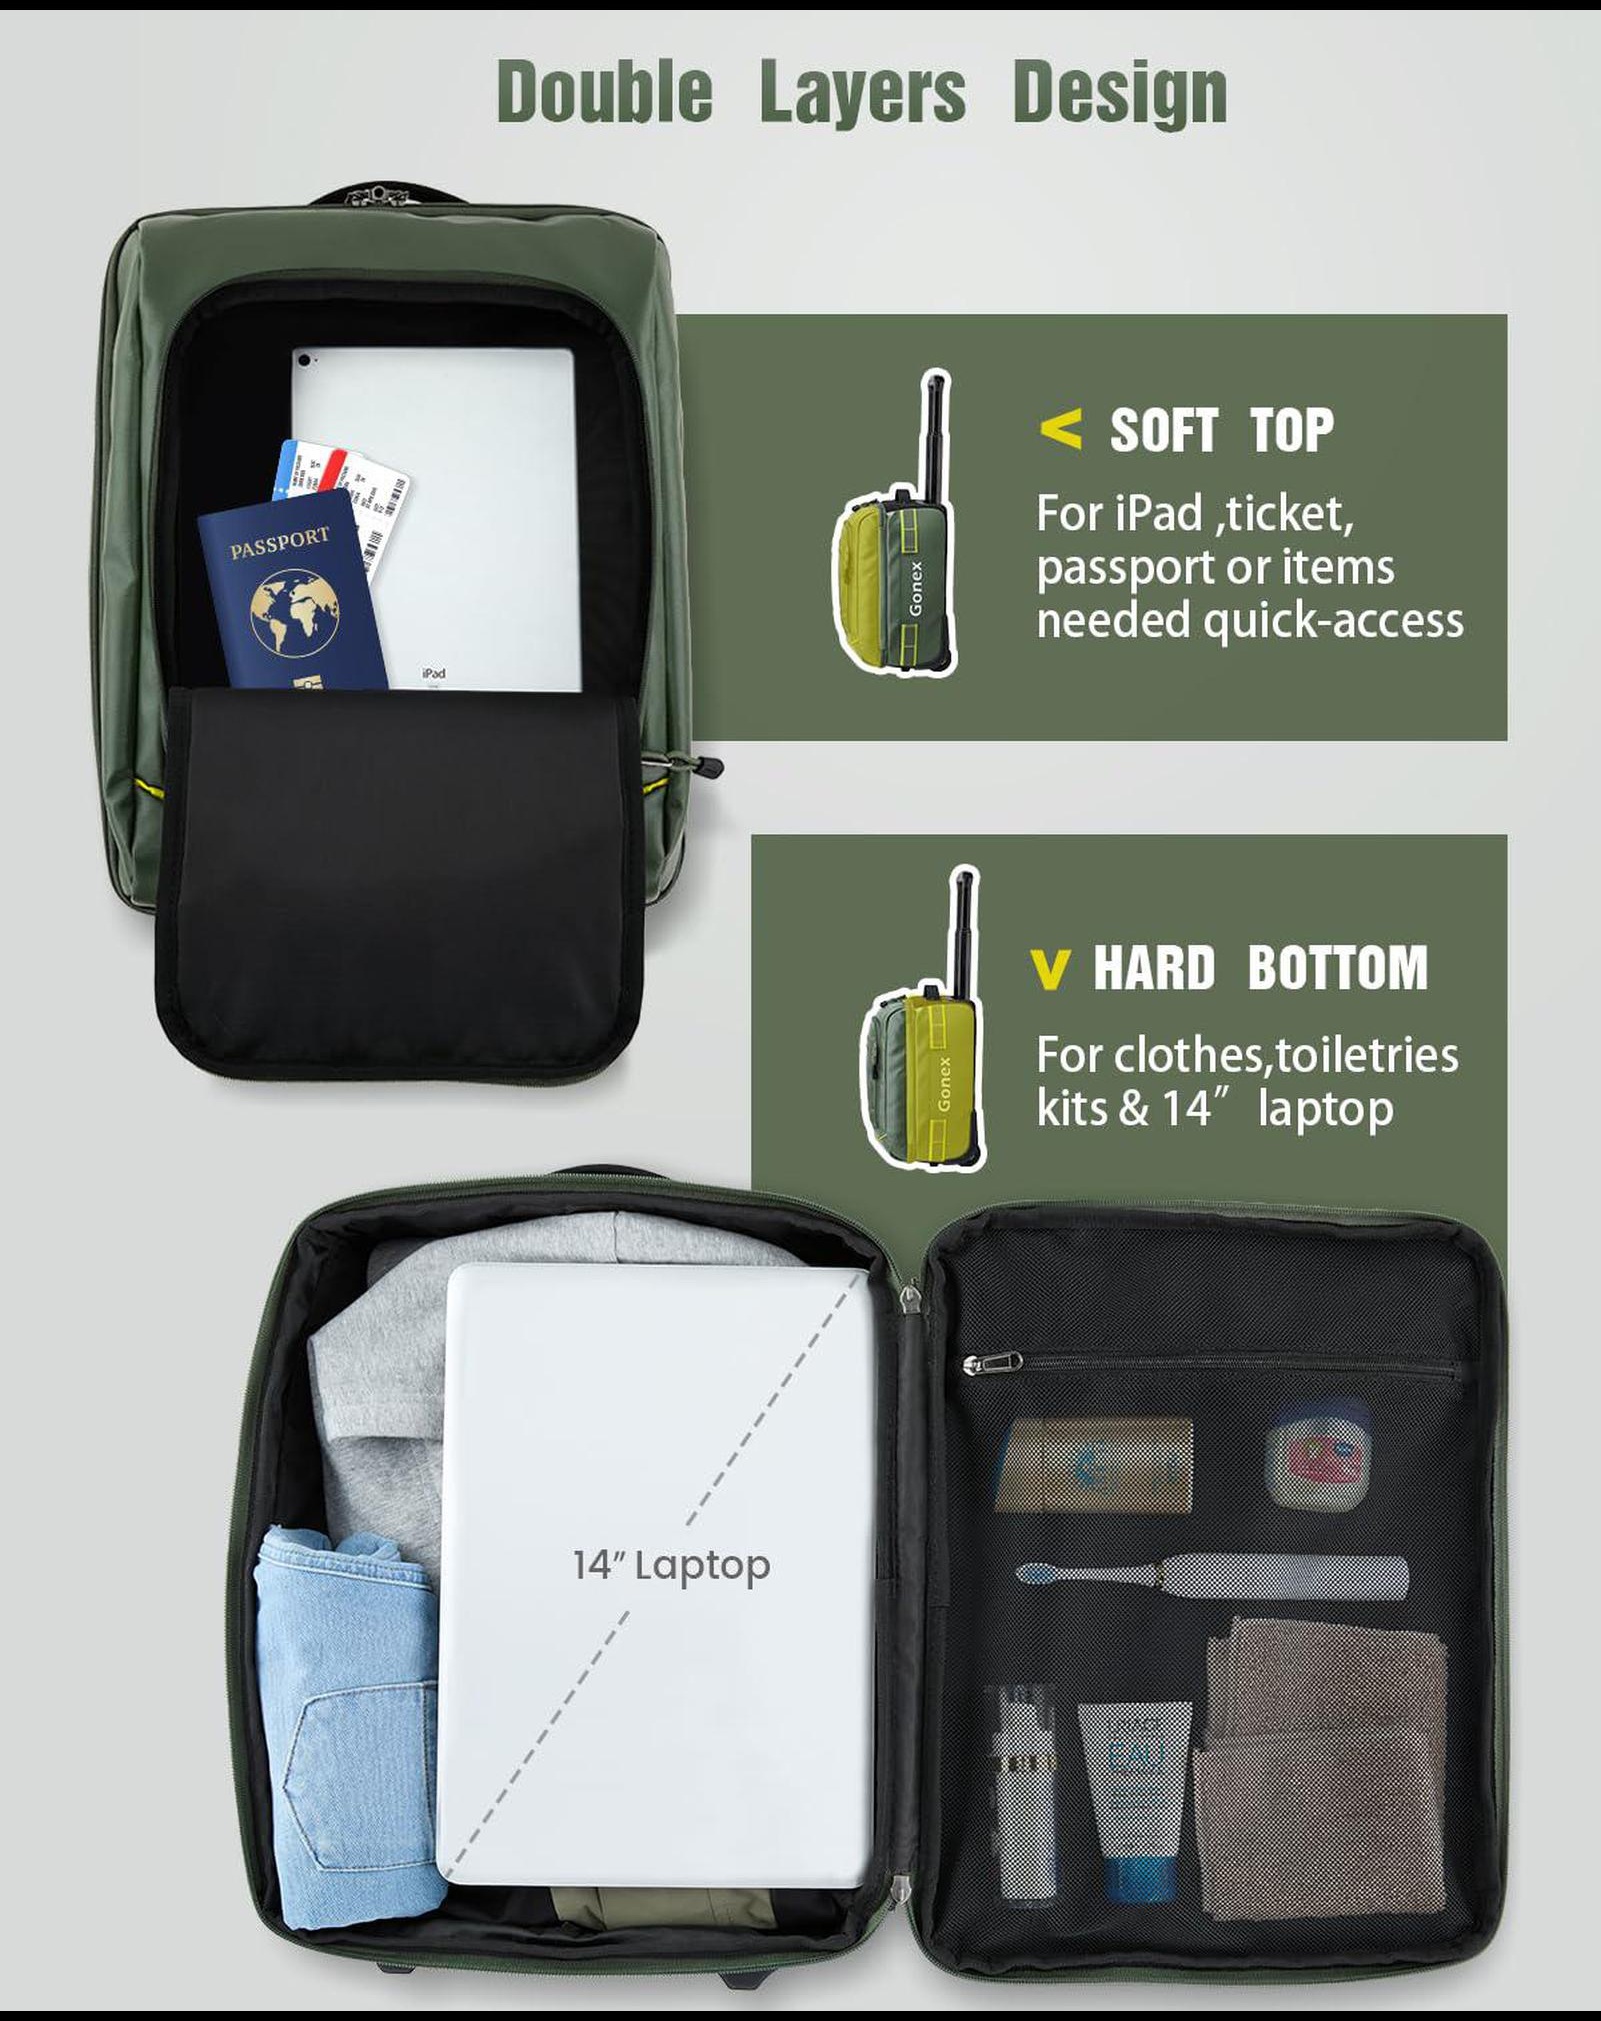 Double Layers Design
< SOFT TOP
For iPad ,ticket,
passport or items
needed quick-access
Gonex
PASSPORT
iPad
V HARD BOTTOM
For clothes,toiletries
kits & 14” laptop
Gonex
14” Laptop
EAU